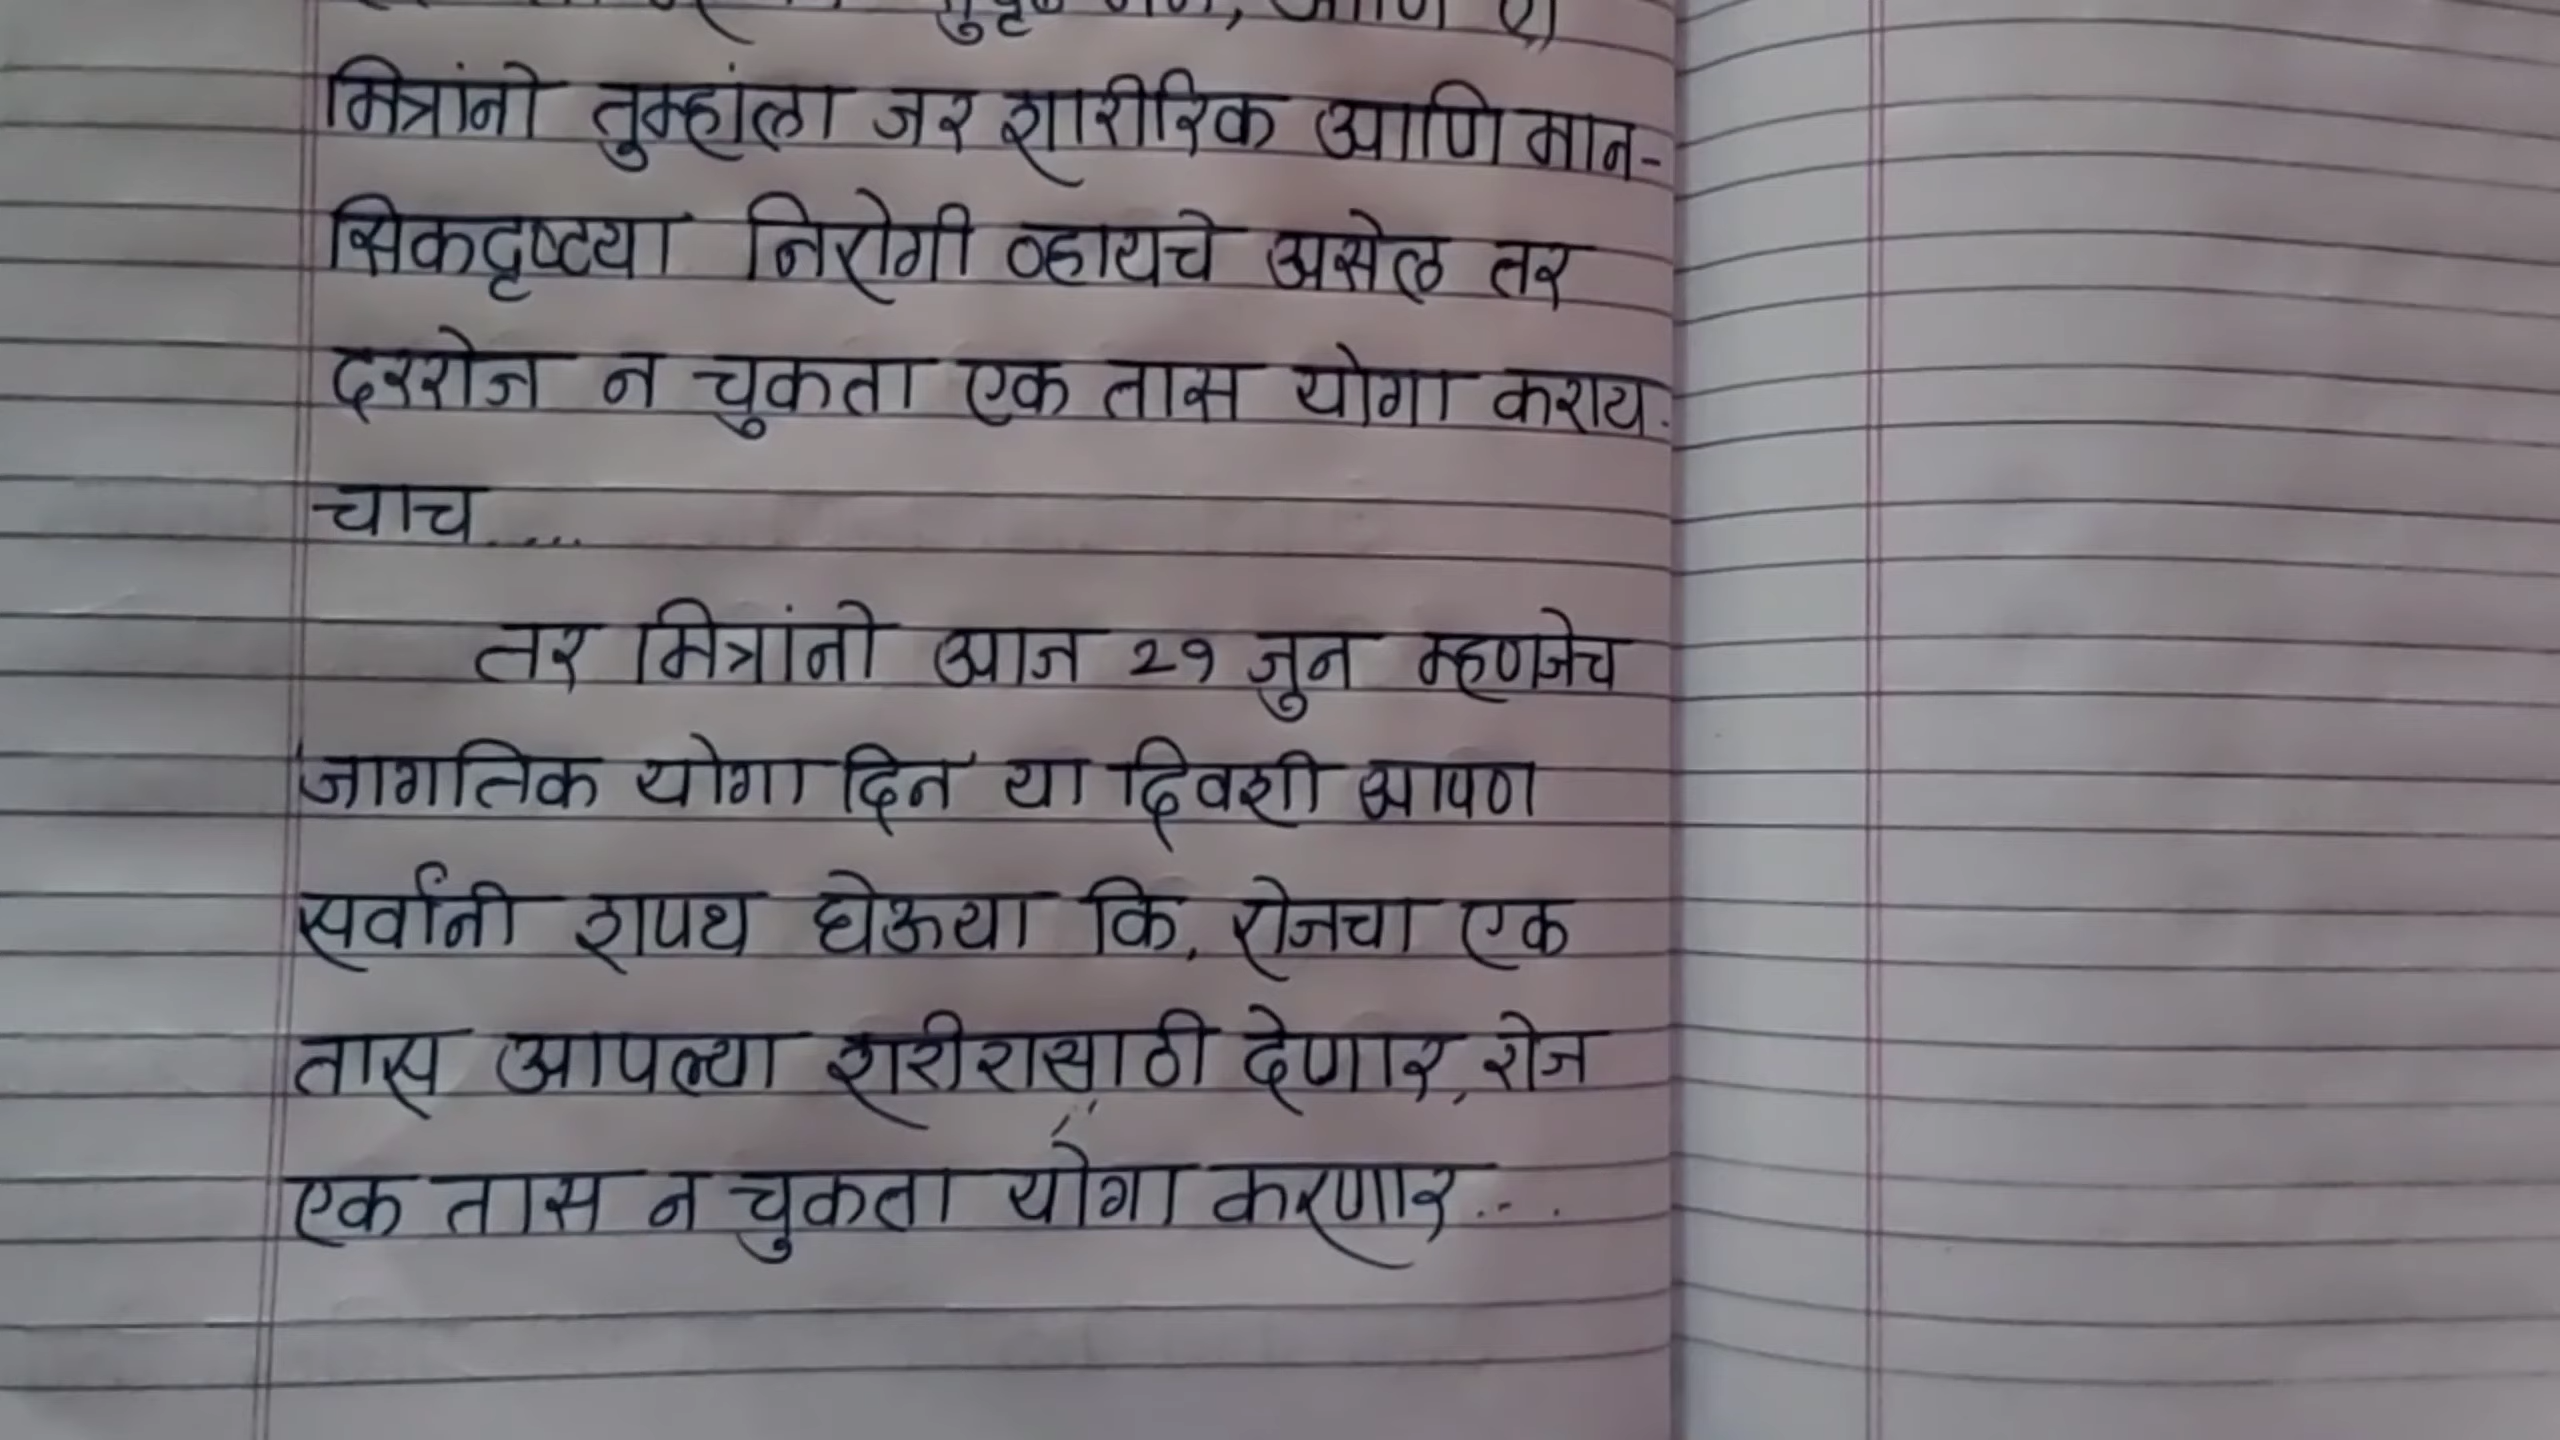 मित्रांनो तुम्हांला जर शारीरिक आणि मान-
सिकदृष्ट्या निरोगी व्हायचे असेल तर
दररोज न चुकता एक तास योगा कराय-
चाच....
तर मित्रांनो आज २१ जुन म्हणजेच
'जागतिक योगा दिन' या दिवशी आपण
सर्वांनी शपथ घेऊया कि, रोजचा एक
तास आपल्या शरीरासाठी देणार, रोज
एक तास न चुकता योगा करणार...